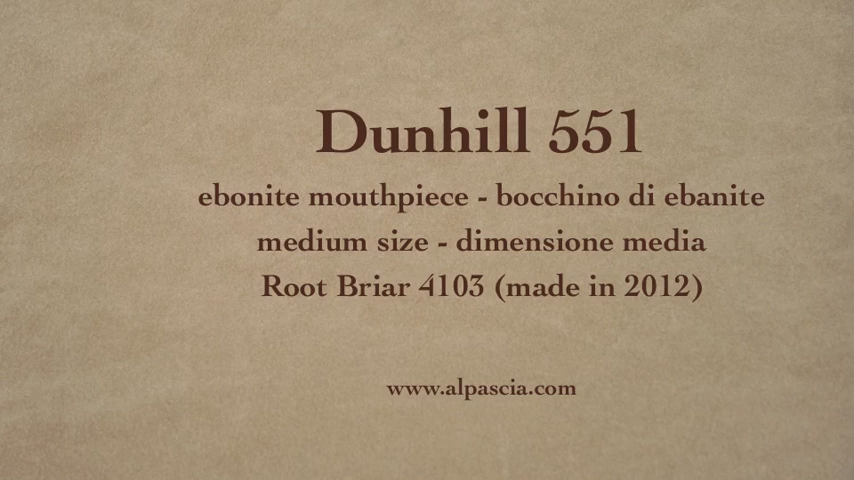 Dunhill 551
ebonite mouthpiece - bocchino di ebanite
medium size - dimensione media
Root Briar 4103 (made in 2012)
www.alpascia.com